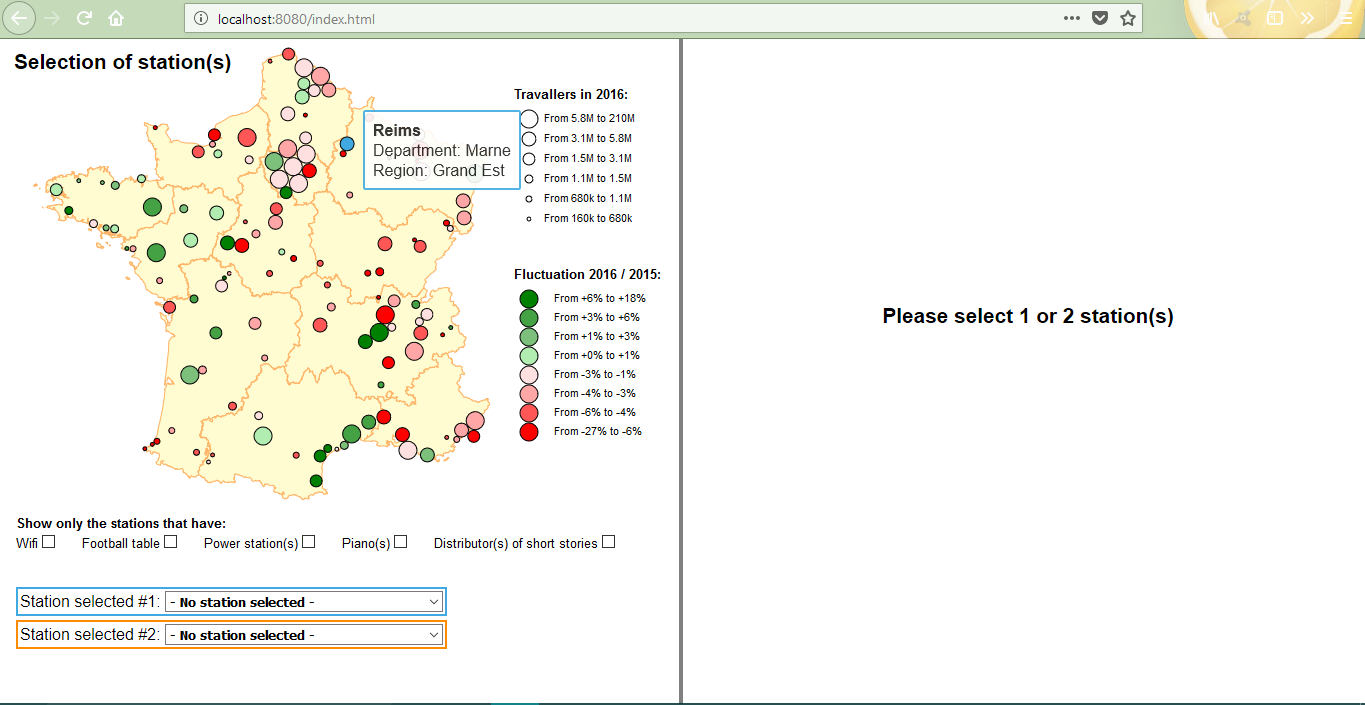 localhost:8080/index.html
Selection of station(s)
Reims
Department: Marne
Region: Grand Est
Travallers in 2016:
From 5.8M to 210M
From 3.1M to 5.8M
From 1.5M to 3.1M
From 1.1M to 1.5M
From 680k to 1.1M
From 160k to 680k
Fluctuation 2016 / 2015:
From +6% to +18%
From +3% to +6%
From +1% to +3%
From +0% to +1%
From -3% to -1%
From -4% to -3%
From -6% to -4%
From -27% to -6%
Show only the stations that have:
Wifi Football table Power station(s) Piano(s) Distributor(s) of short stories
Station selected #1: - No station selected -
Station selected #2: - No station selected -
Please select 1 or 2 station(s)